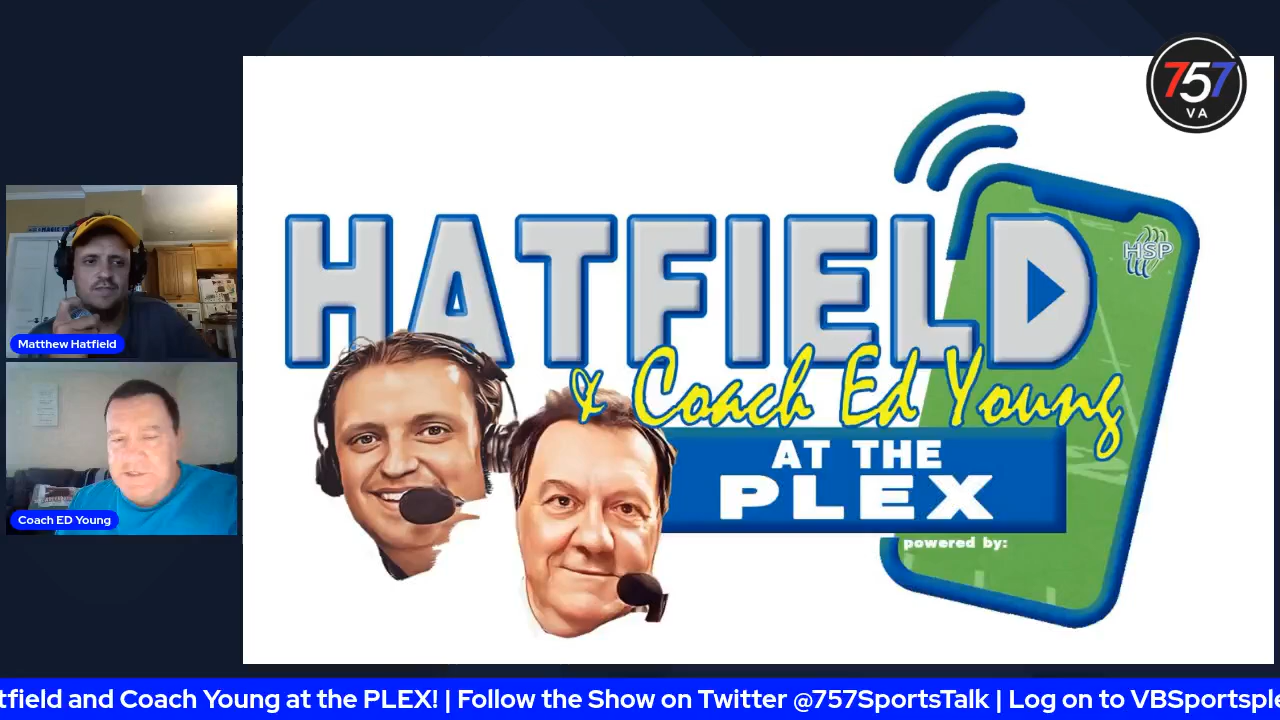 757
VA
HATFIELD
HSP
& Coach Ed Young
AT THE
PLEX
powered by:
Matthew Hatfield
Coach ED Young
tfield and Coach Young at the PLEX! | Follow the Show on Twitter @757SportsTalk | Log on to VBSportsple